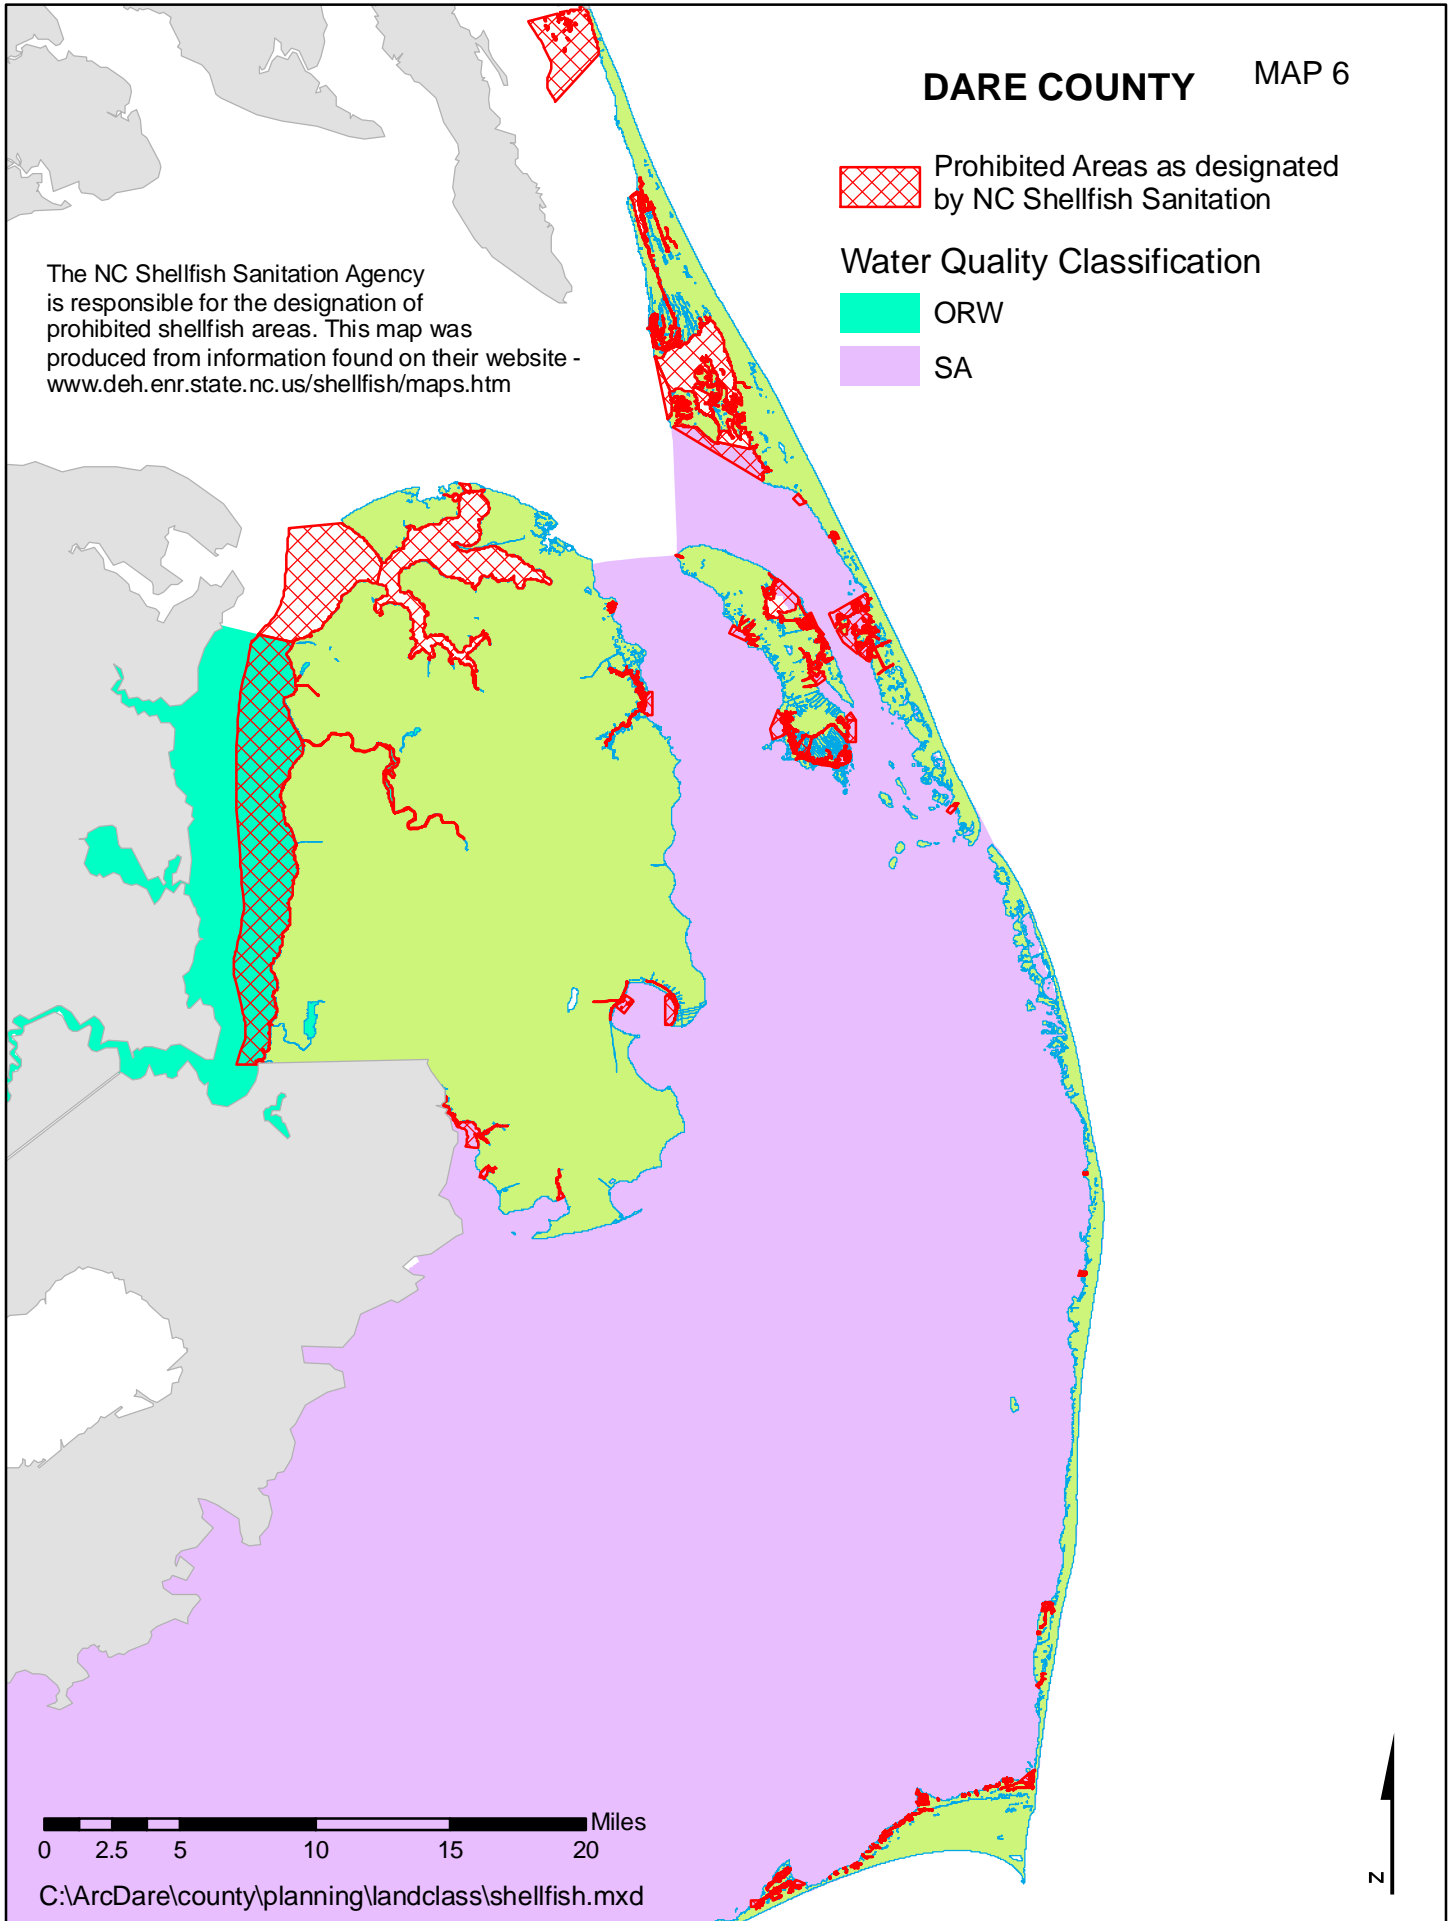 DARE COUNTY
MAP 6
Prohibited Areas as designated
by NC Shellfish Sanitation
Water Quality Classification
ORW
SA
The NC Shellfish Sanitation Agency
is responsible for the designation of
prohibited shellfish areas. This map was
produced from information found on their website -
www.deh.enr.state.nc.us/shellfish/maps.htm
Miles
0 2.5 5 10 15 20
C:\ArcDare\county\planning\landclass\shellfish.mxd
N